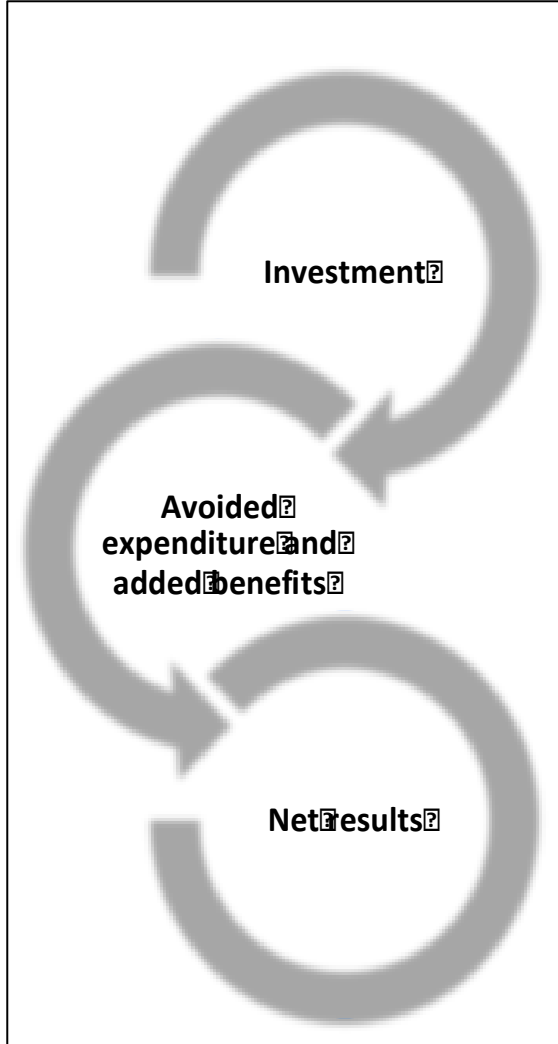 Investment
Avoided
expenditure and
added benefits
Net results